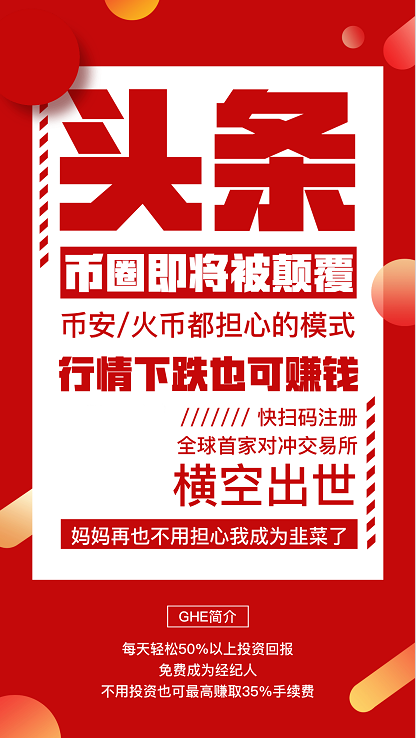 头条
币圈即将被颠覆
币安/火币都担心的模式
行情下跌也可赚钱
/////// 快扫码注册
全球首家对冲交易所
横空出世
妈妈再也不用担心我成为韭菜了
GHE简介
每天轻松50%以上投资回报
免费成为经纪人
不用投资也可最高赚取35%手续费